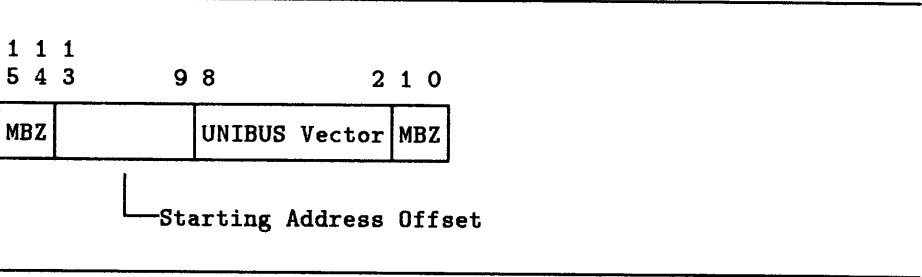 1 1 1
5 4 3 9 8 2 1 0
MBZ UNIBUS Vector MBZ
Starting Address Offset